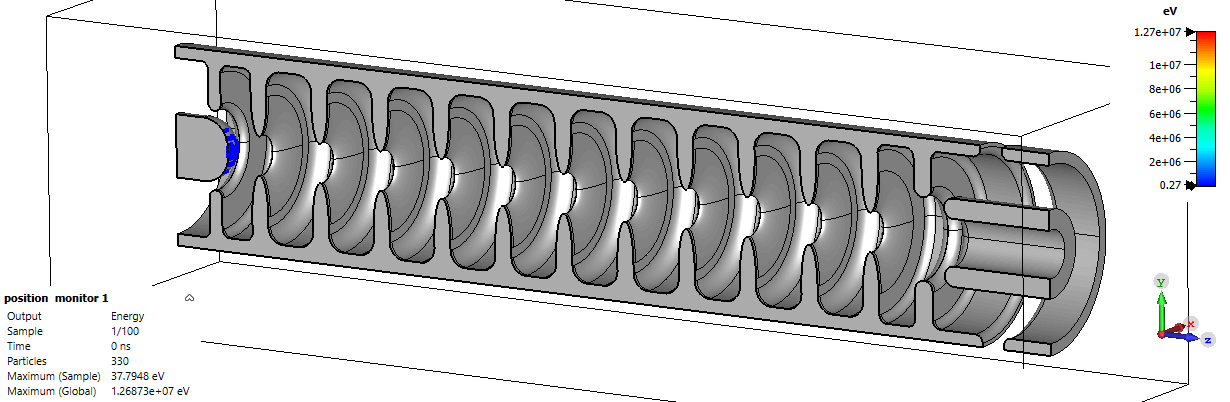 eV
1.27e+07
1e+07
8e+06
6e+06
4e+06
2e+06
0.27
position monitor 1
Output Energy
Sample 1/100
Time 0 ns
Particles 330
Maximum (Sample) 37.7948 eV
Maximum (Global) 1.26873e+07 eV
y
x
z